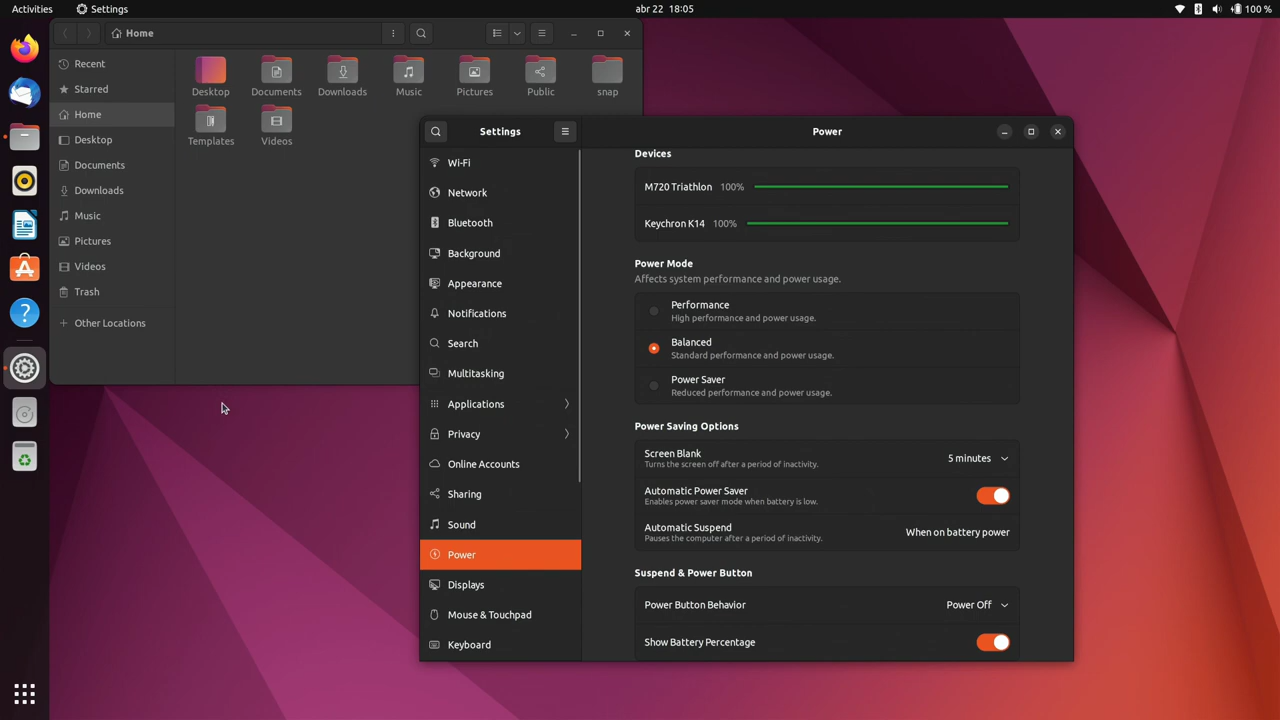 Activities
Settings
abr 22 18:05
100 %
Home
Recent
Starred
Home
Desktop
Documents
Downloads
Music
Pictures
Videos
Trash
Other Locations
Desktop
Documents
Downloads
Music
Pictures
Public
snap
Templates
Videos
Settings
Wi-Fi
Network
Bluetooth
Background
Appearance
Notifications
Search
Multitasking
Applications
Privacy
Online Accounts
Sharing
Sound
Power
Displays
Mouse & Touchpad
Keyboard
Power
Devices
M720 Triathlon 100%
Keychron K14 100%
Power Mode
Affects system performance and power usage.
Performance
High performance and power usage.
Balanced
Standard performance and power usage.
Power Saver
Reduced performance and power usage.
Power Saving Options
Screen Blank
Turns the screen off after a period of inactivity.
5 minutes
Automatic Power Saver
Enables power saver mode when battery is low.
Automatic Suspend
Pauses the computer after a period of inactivity.
When on battery power
Suspend & Power Button
Power Button Behavior
Power Off
Show Battery Percentage